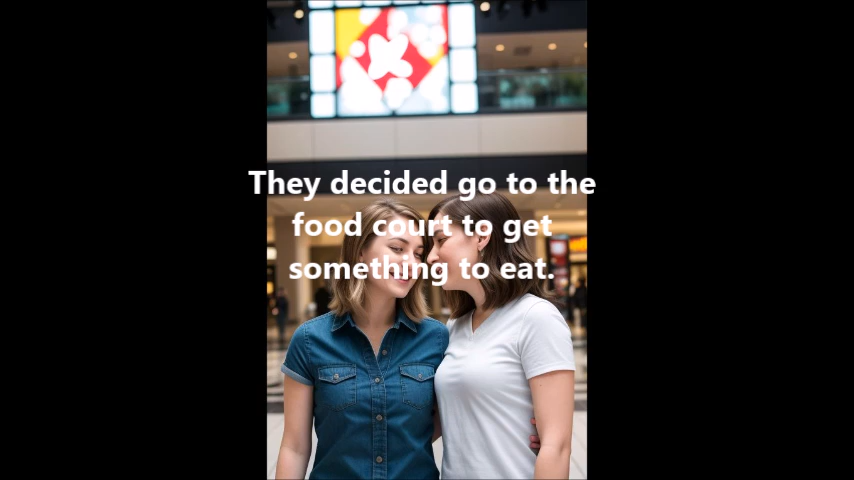 They decided go to the
food court to get
something to eat.